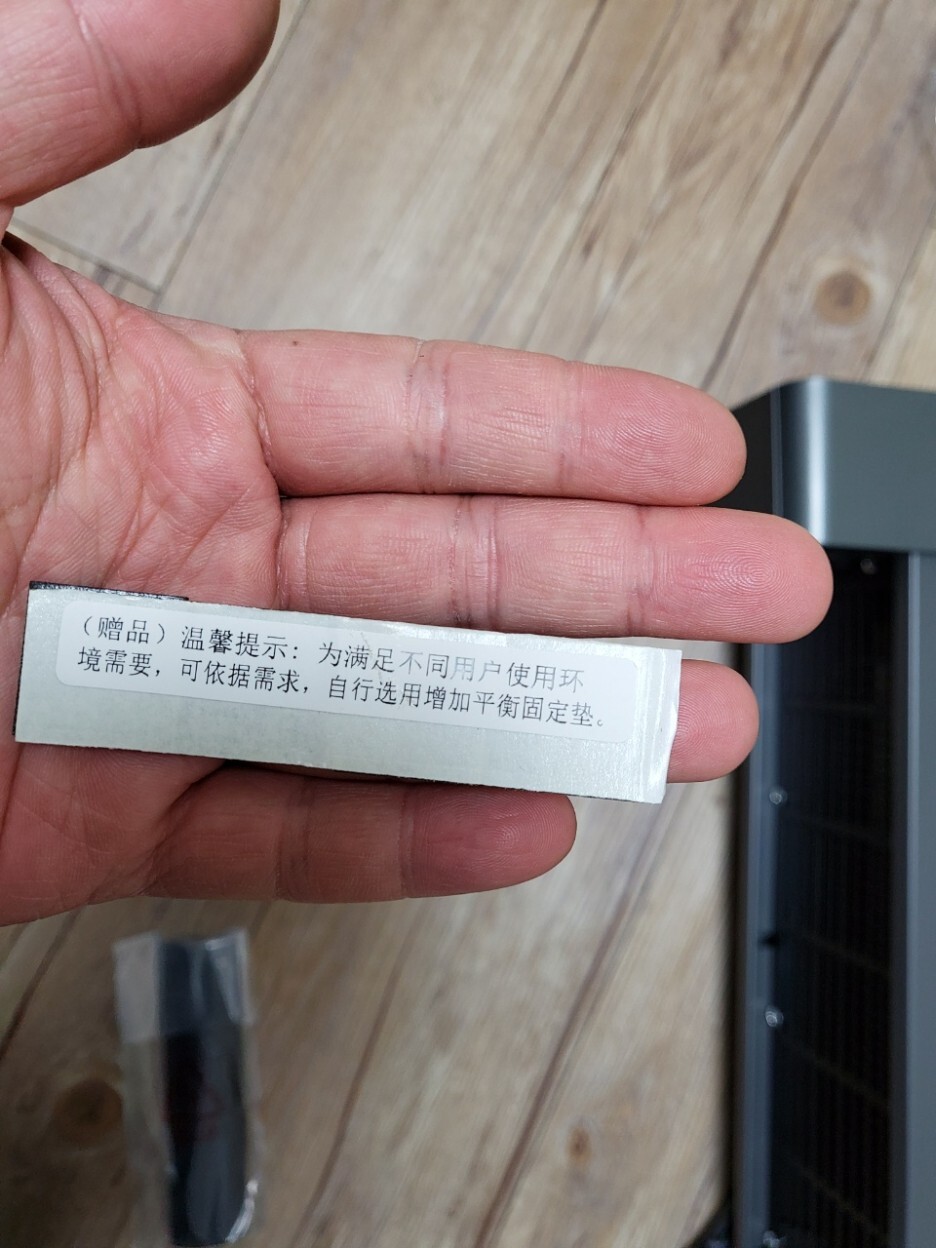 （赠品）温馨提示：为满足不同用户使用环
境需要，可依据需求，自行选用增加平衡固定垫。